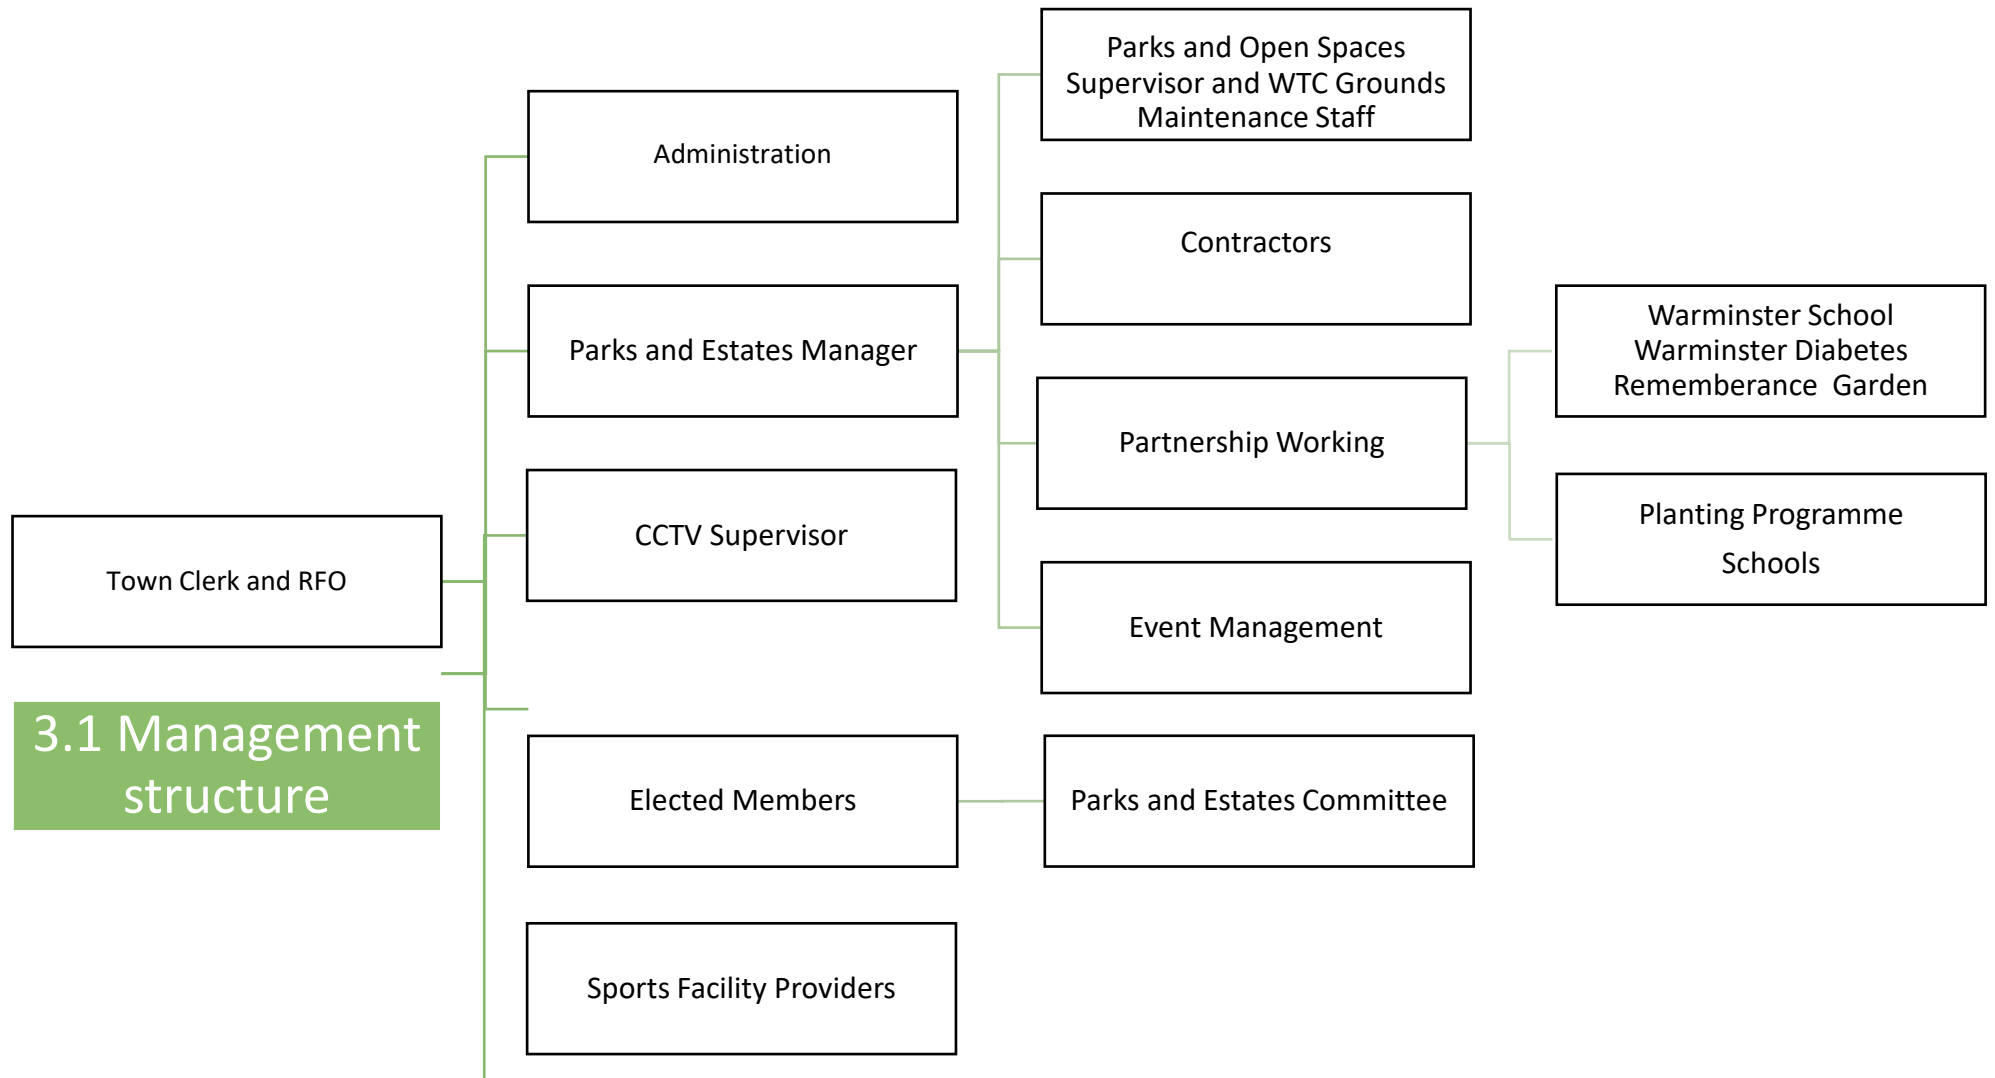 Town Clerk and RFO
3.1 Management
structure
Administration
Parks and Estates Manager
CCTV Supervisor
Elected Members
Sports Facility Providers
Parks and Open Spaces
Supervisor and WTC Grounds
Maintenance Staff
Contractors
Partnership Working
Event Management
Parks and Estates Committee
Warminster School
Warminster Diabetes
Rememberance  Garden
Planting Programme
Schools